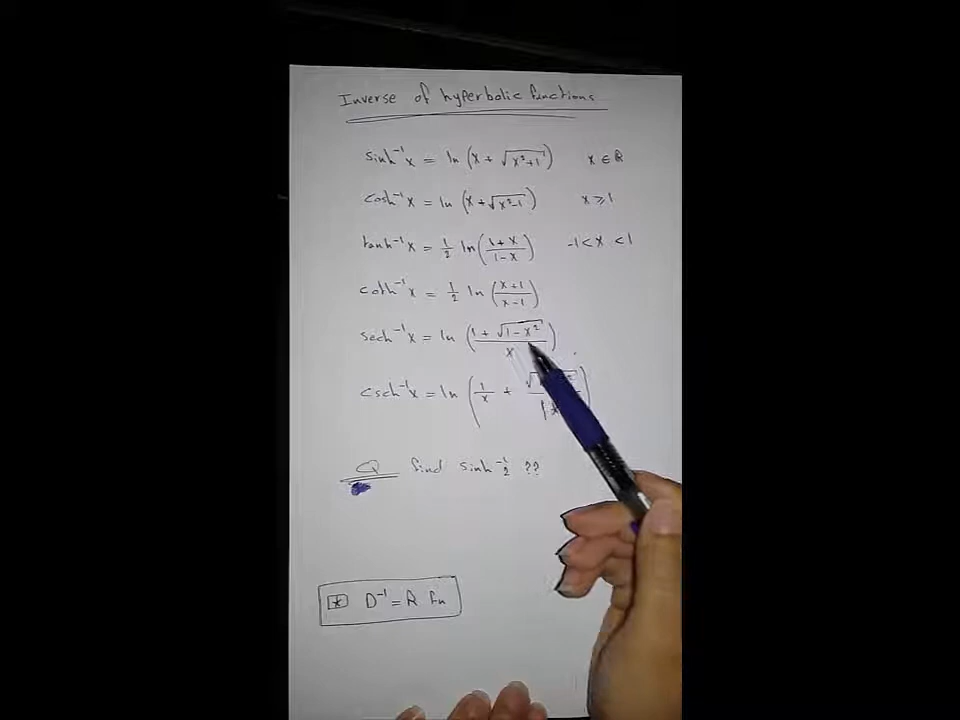 Inverse of hyperbolic functions
sinh⁻¹x = ln (x + √(x²+1)) x ∈ ℝ
cosh⁻¹x = ln (x + √(x²-1)) x ⩾ 1
tanh⁻¹x = 1/2 ln ((1+x)/(1-x)) -1 < x < 1
coth⁻¹x = 1/2 ln ((x+1)/(x-1))
sech⁻¹x = ln ((1 + √(1-x²))/x)
csch⁻¹x = ln (1/x +
Q find sinh⁻¹ 2 ??
* D⁻¹ = R fn